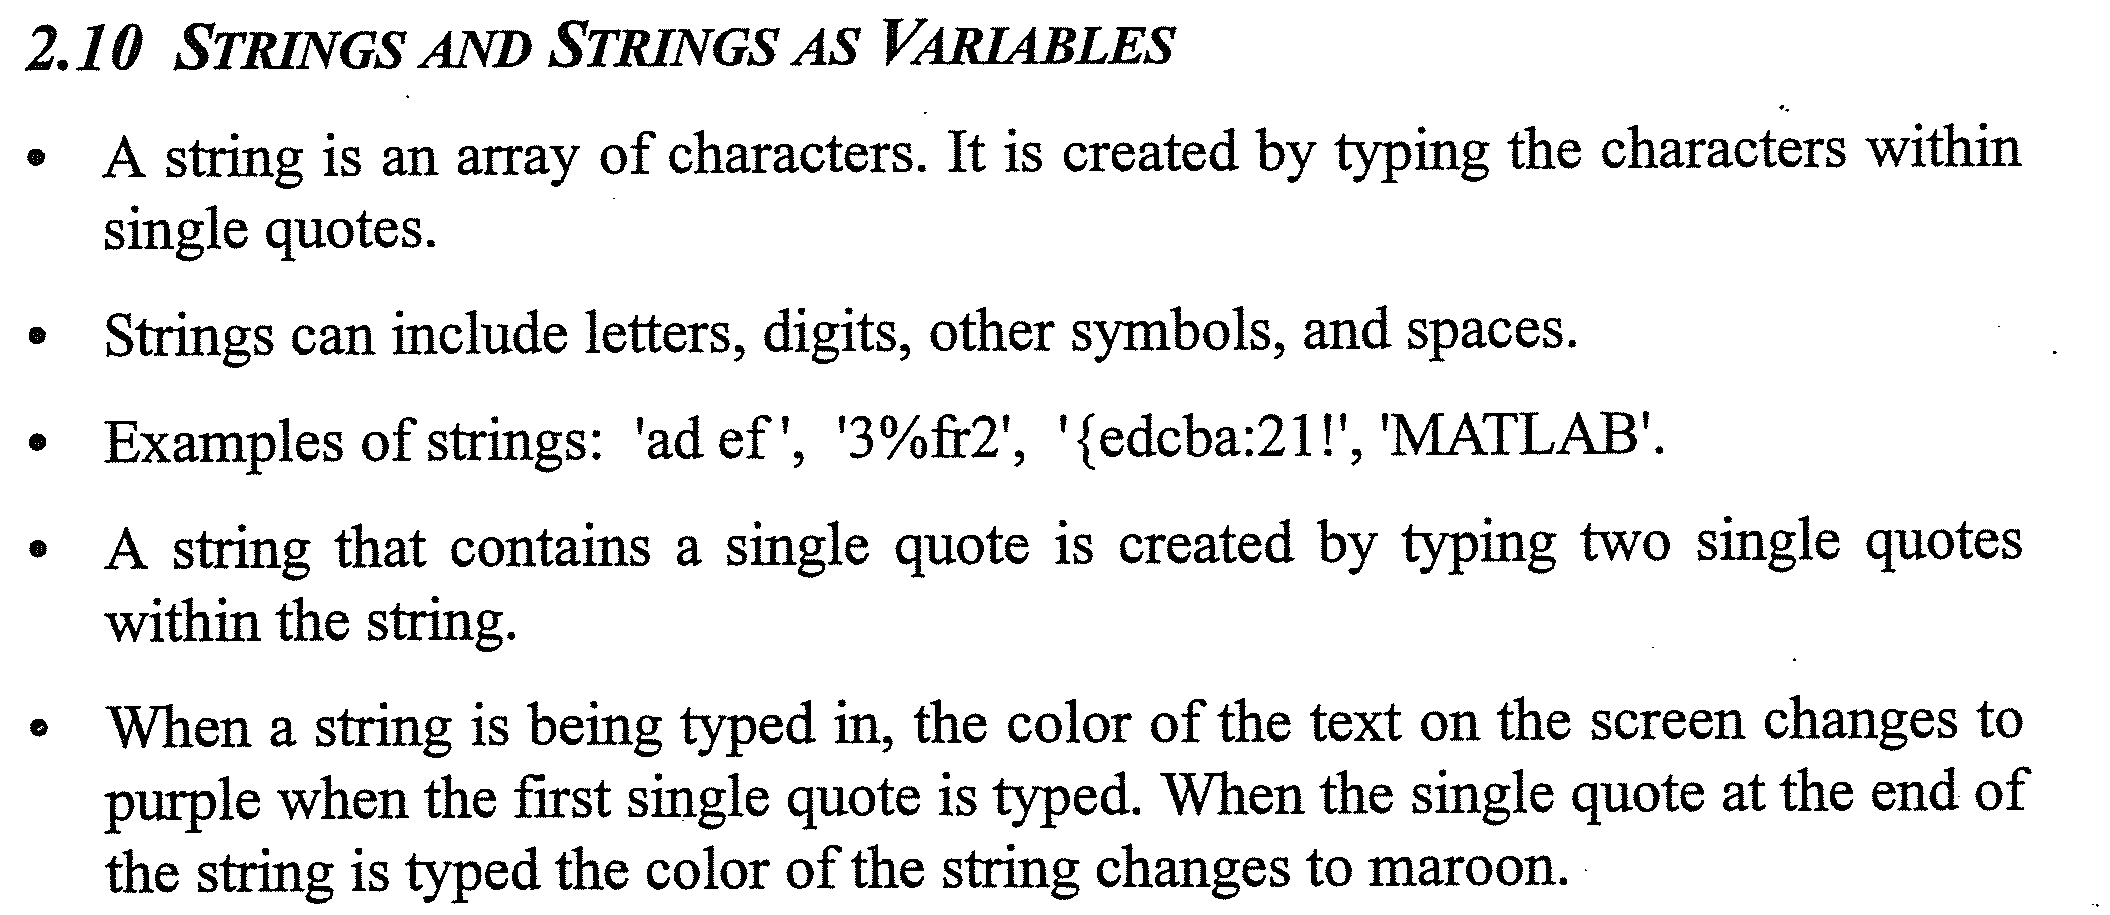 2.10 STRINGS AND STRINGS AS VARIABLES
• A string is an array of characters. It is created by typing the characters within
single quotes.
• Strings can include letters, digits, other symbols, and spaces.
• Examples of strings: 'ad ef ', '3%fr2', '{edcba:21!', 'MATLAB'.
• A string that contains a single quote is created by typing two single quotes
within the string.
• When a string is being typed in, the color of the text on the screen changes to
purple when the first single quote is typed. When the single quote at the end of
the string is typed the color of the string changes to maroon.